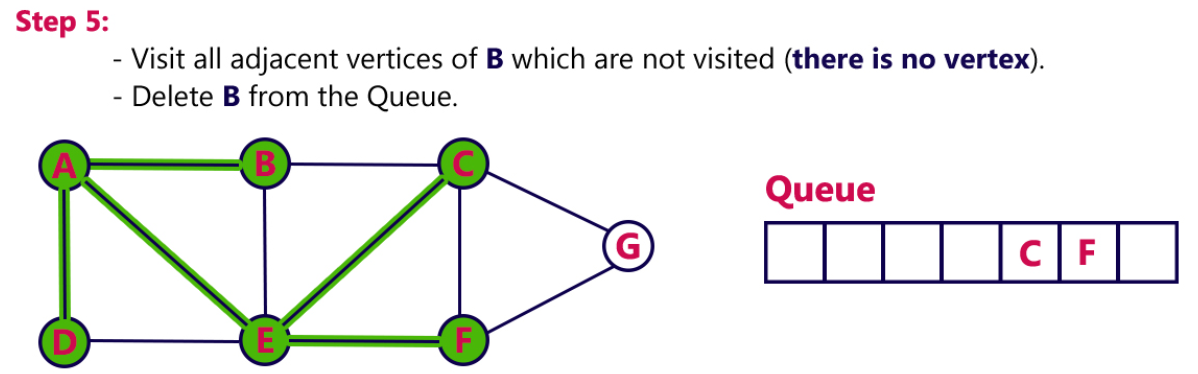 Step 5:
- Visit all adjacent vertices of B which are not visited (there is no vertex).
- Delete B from the Queue.
A B C
Queue
G
C F
D E F